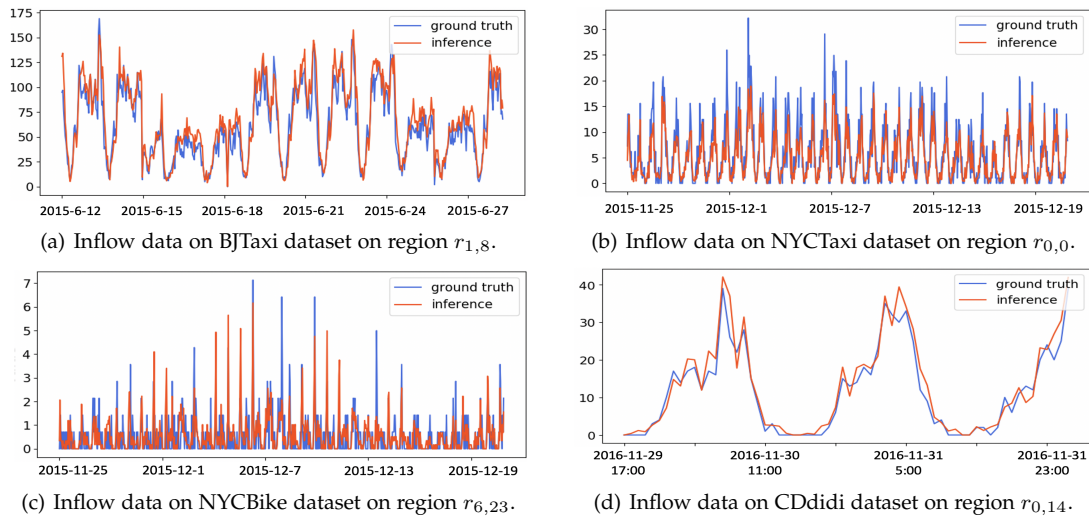 175
150
125
100
75
50
25
0
ground truth
inference
2015-6-12 2015-6-15 2015-6-18 2015-6-21 2015-6-24 2015-6-27
(a) Inflow data on BJTaxi dataset on region r1,8.
30
25
20
15
10
5
0
ground truth
inference
2015-11-25 2015-12-1 2015-12-7 2015-12-13 2015-12-19
(b) Inflow data on NYCTaxi dataset on region r0,0.
7
6
5
4
3
2
1
0
ground truth
inference
2015-11-25 2015-12-1 2015-12-7 2015-12-13 2015-12-19
(c) Inflow data on NYCBike dataset on region r6,23.
40
30
20
10
0
ground truth
inference
2016-11-29 2016-11-30 2016-11-31 2016-11-31
17:00 11:00 5:00 23:00
(d) Inflow data on CDdidi dataset on region r0,14.